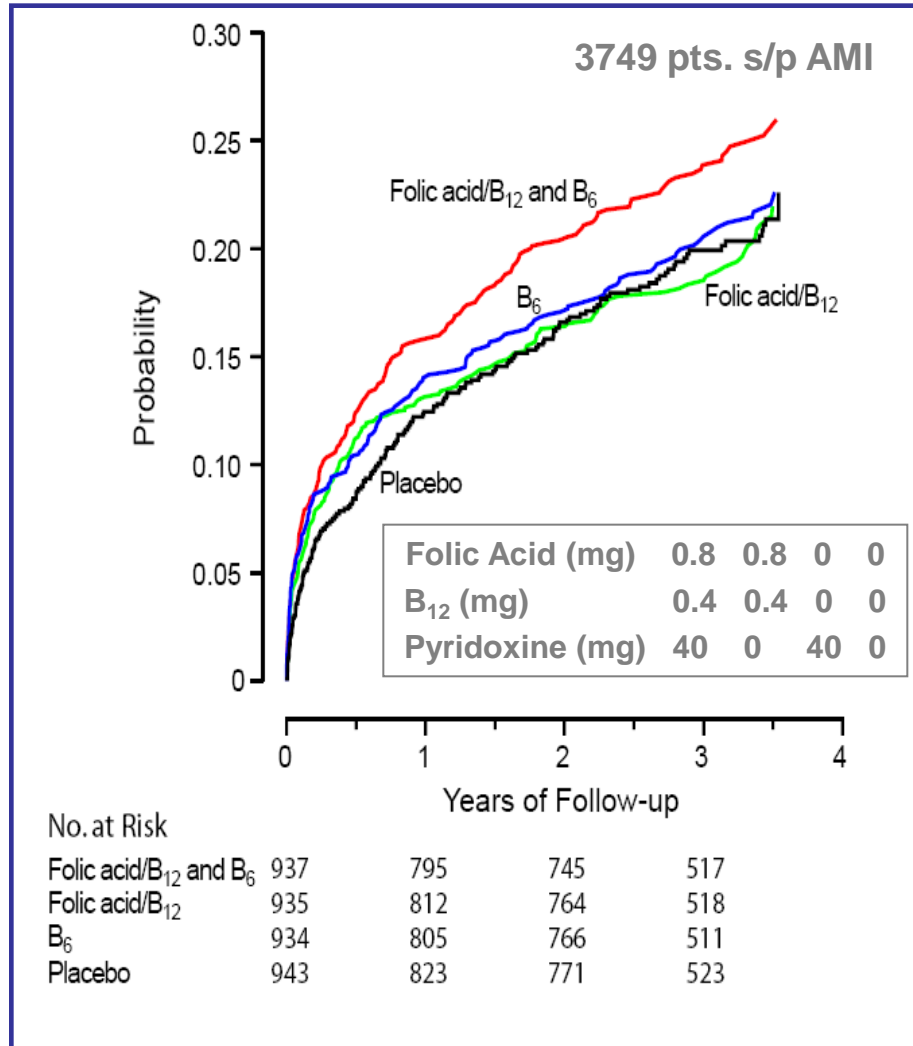 0.30
3749 pts. s/p AMI
0.25
Folic acid/B₁₂ and B₆
0.20
B₆
Folic acid/B₁₂
0.15
Probability
0.10
Placebo
Folic Acid (mg) 0.8 0.8 0 0
B₁₂ (mg) 0.4 0.4 0 0
Pyridoxine (mg) 40 0 40 0
0.05
0
0 1 2 3 4
Years of Follow-up
No. at Risk
Folic acid/B₁₂ and B₆ 937 795 745 517
Folic acid/B₁₂ 935 812 764 518
B₆ 934 805 766 511
Placebo 943 823 771 523